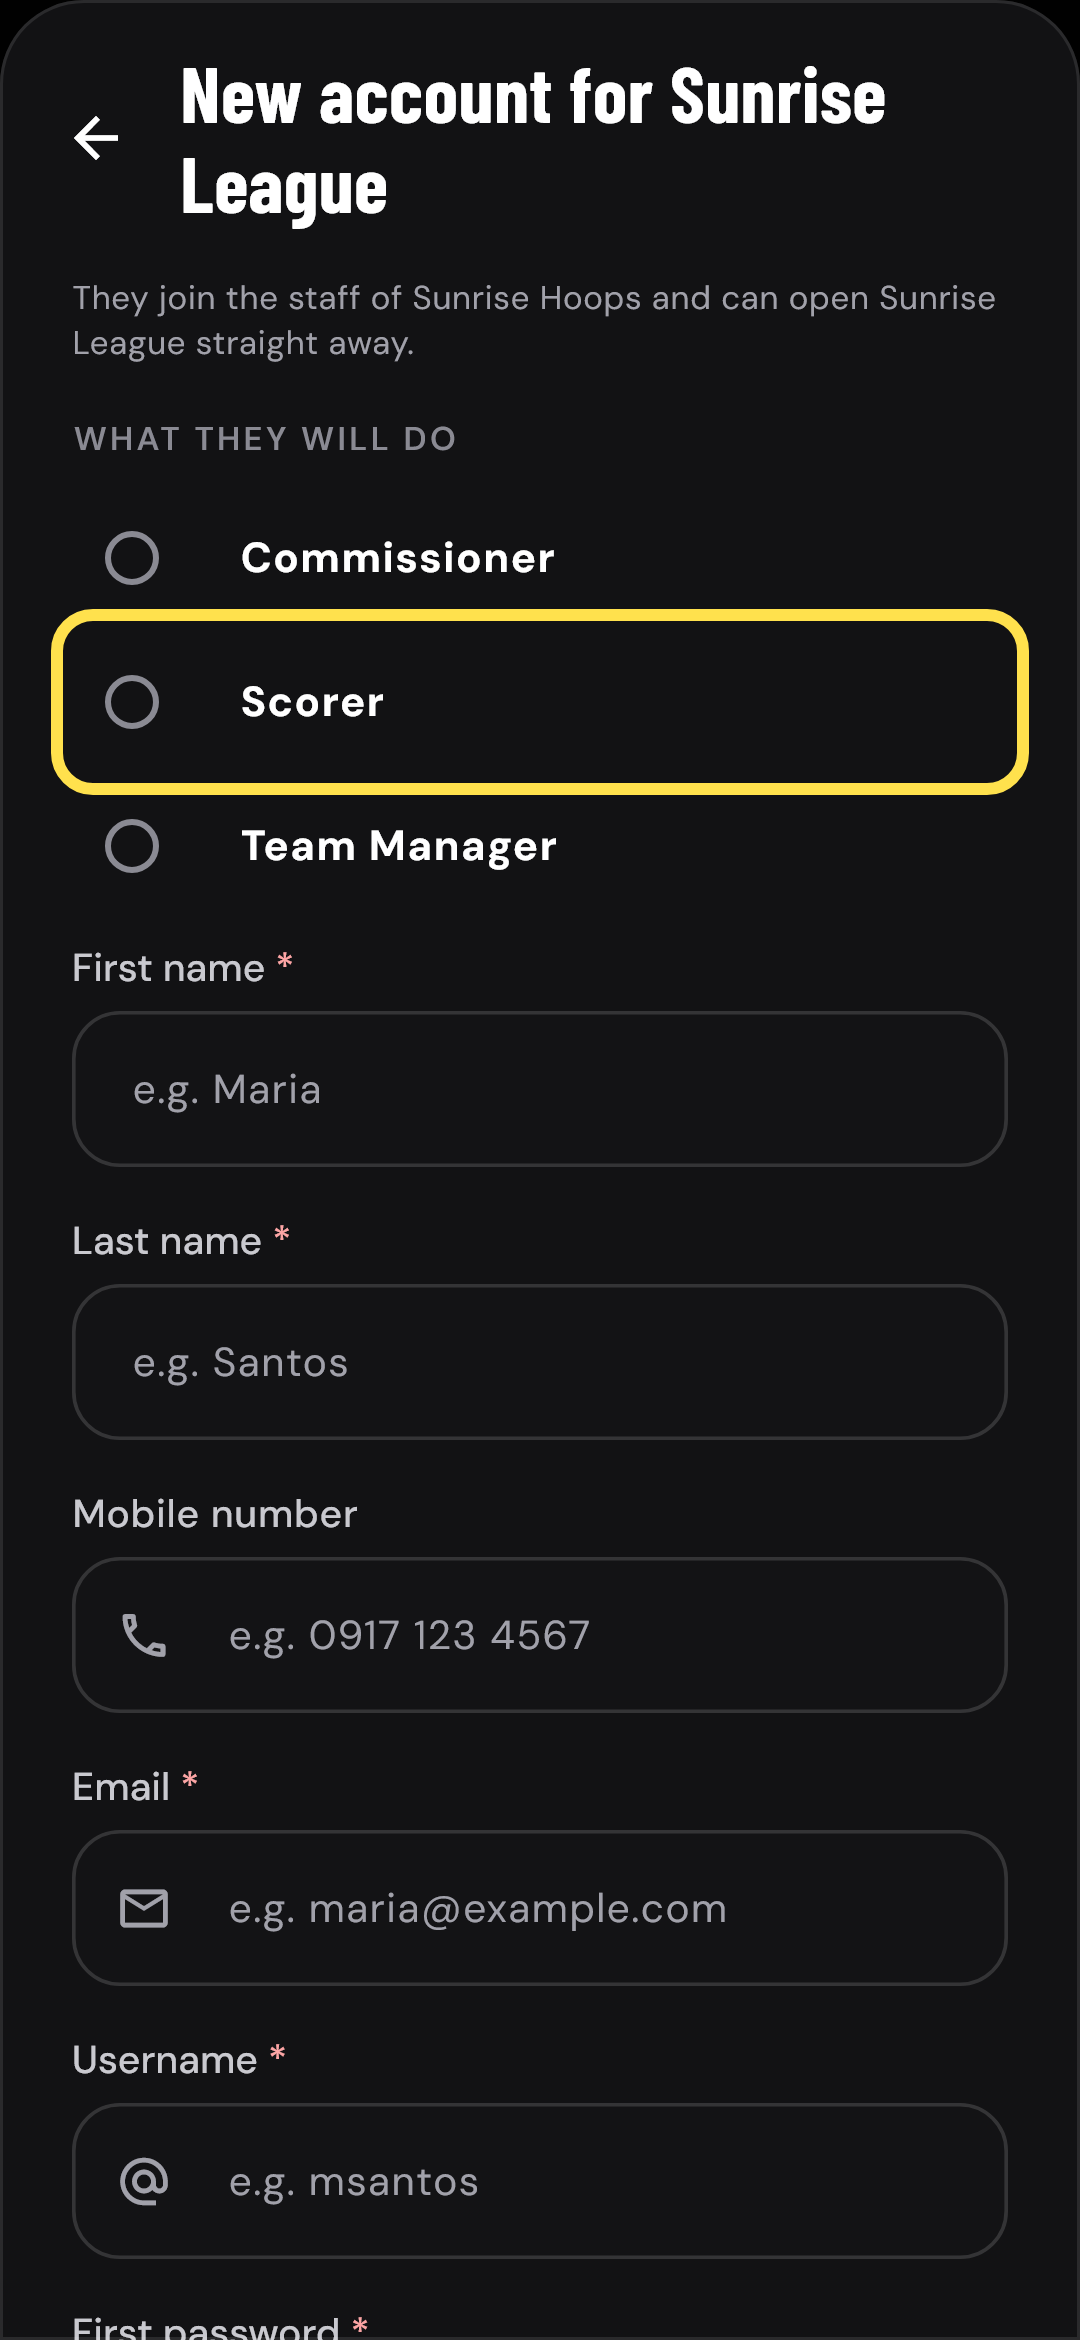 New account for Sunrise
League
They join the staff of Sunrise Hoops and can open Sunrise
League straight away.
WHAT THEY WILL DO
Commissioner
Scorer
Team Manager
First name *
e.g. Maria
Last name *
e.g. Santos
Mobile number
e.g. 0917 123 4567
Email *
e.g. maria@example.com
Username *
e.g. msantos
First password *